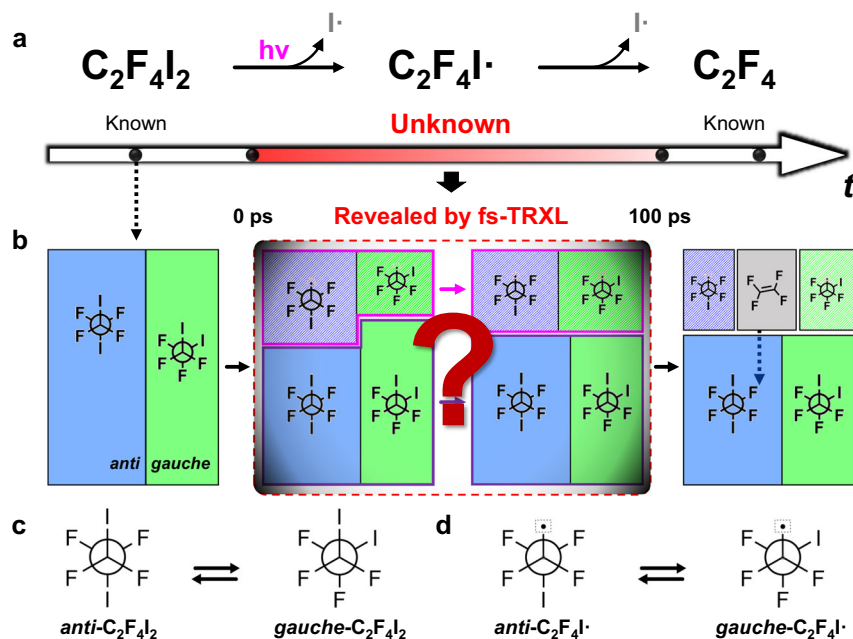 I·
I·
a
hν
C₂F₄I₂
C₂F₄I·
C₂F₄
Known
Unknown
Known
t
0 ps
Revealed by fs-TRXL
100 ps
b
I
F F
F F
I
I
F I
F F
F
anti
gauche
·
F F
F F
I
·
F I
F F
F
·
F F
F F
I
·
F I
F F
F
I
F F
F F
I
I
F I
F F
F
?
I
F F
F F
I
I
F I
F F
F
·
F F
F F
I
F
F
F
F
·
F I
F F
F
I
F F
F F
I
I
F I
F F
F
c
I
F F
F F
I
I
F I
F F
F
d
·
F F
F F
I
·
F I
F F
F
anti-C₂F₄I₂
gauche-C₂F₄I₂
anti-C₂F₄I·
gauche-C₂F₄I·